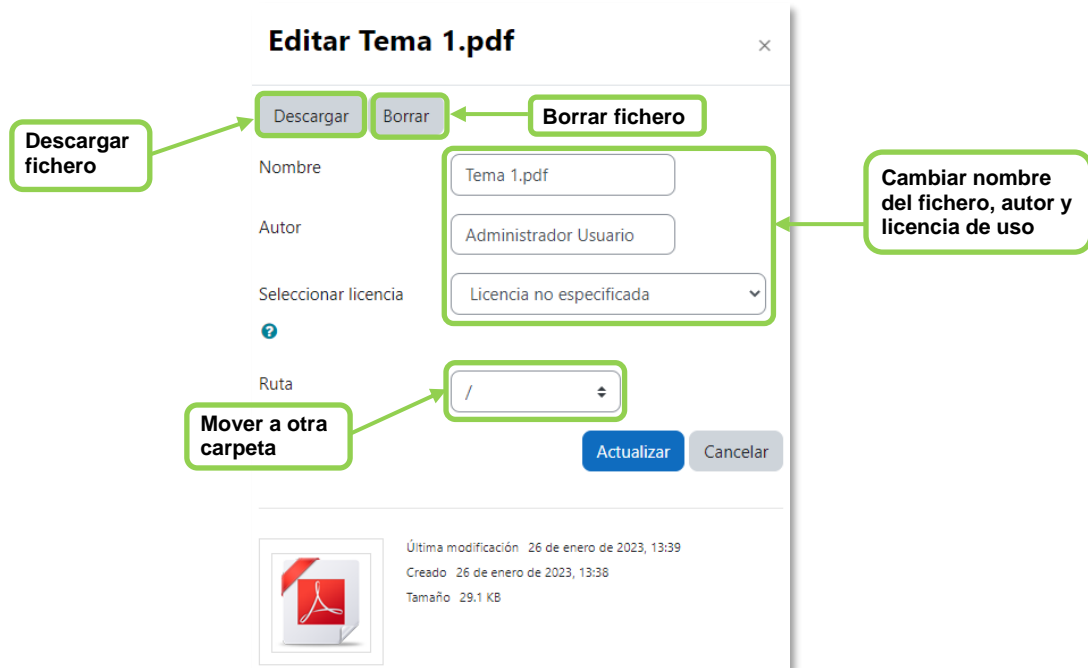 Editar Tema 1.pdf ×
Descargar Borrar
Borrar fichero
Descargar
fichero
Nombre
Tema 1.pdf
Cambiar nombre
del fichero, autor y
licencia de uso
Autor
Administrador Usuario
Seleccionar licencia
Licencia no especificada
?
Ruta
/
Mover a otra
carpeta
Actualizar Cancelar
Última modificación 26 de enero de 2023, 13:39
Creado 26 de enero de 2023, 13:38
Tamaño 29.1 KB